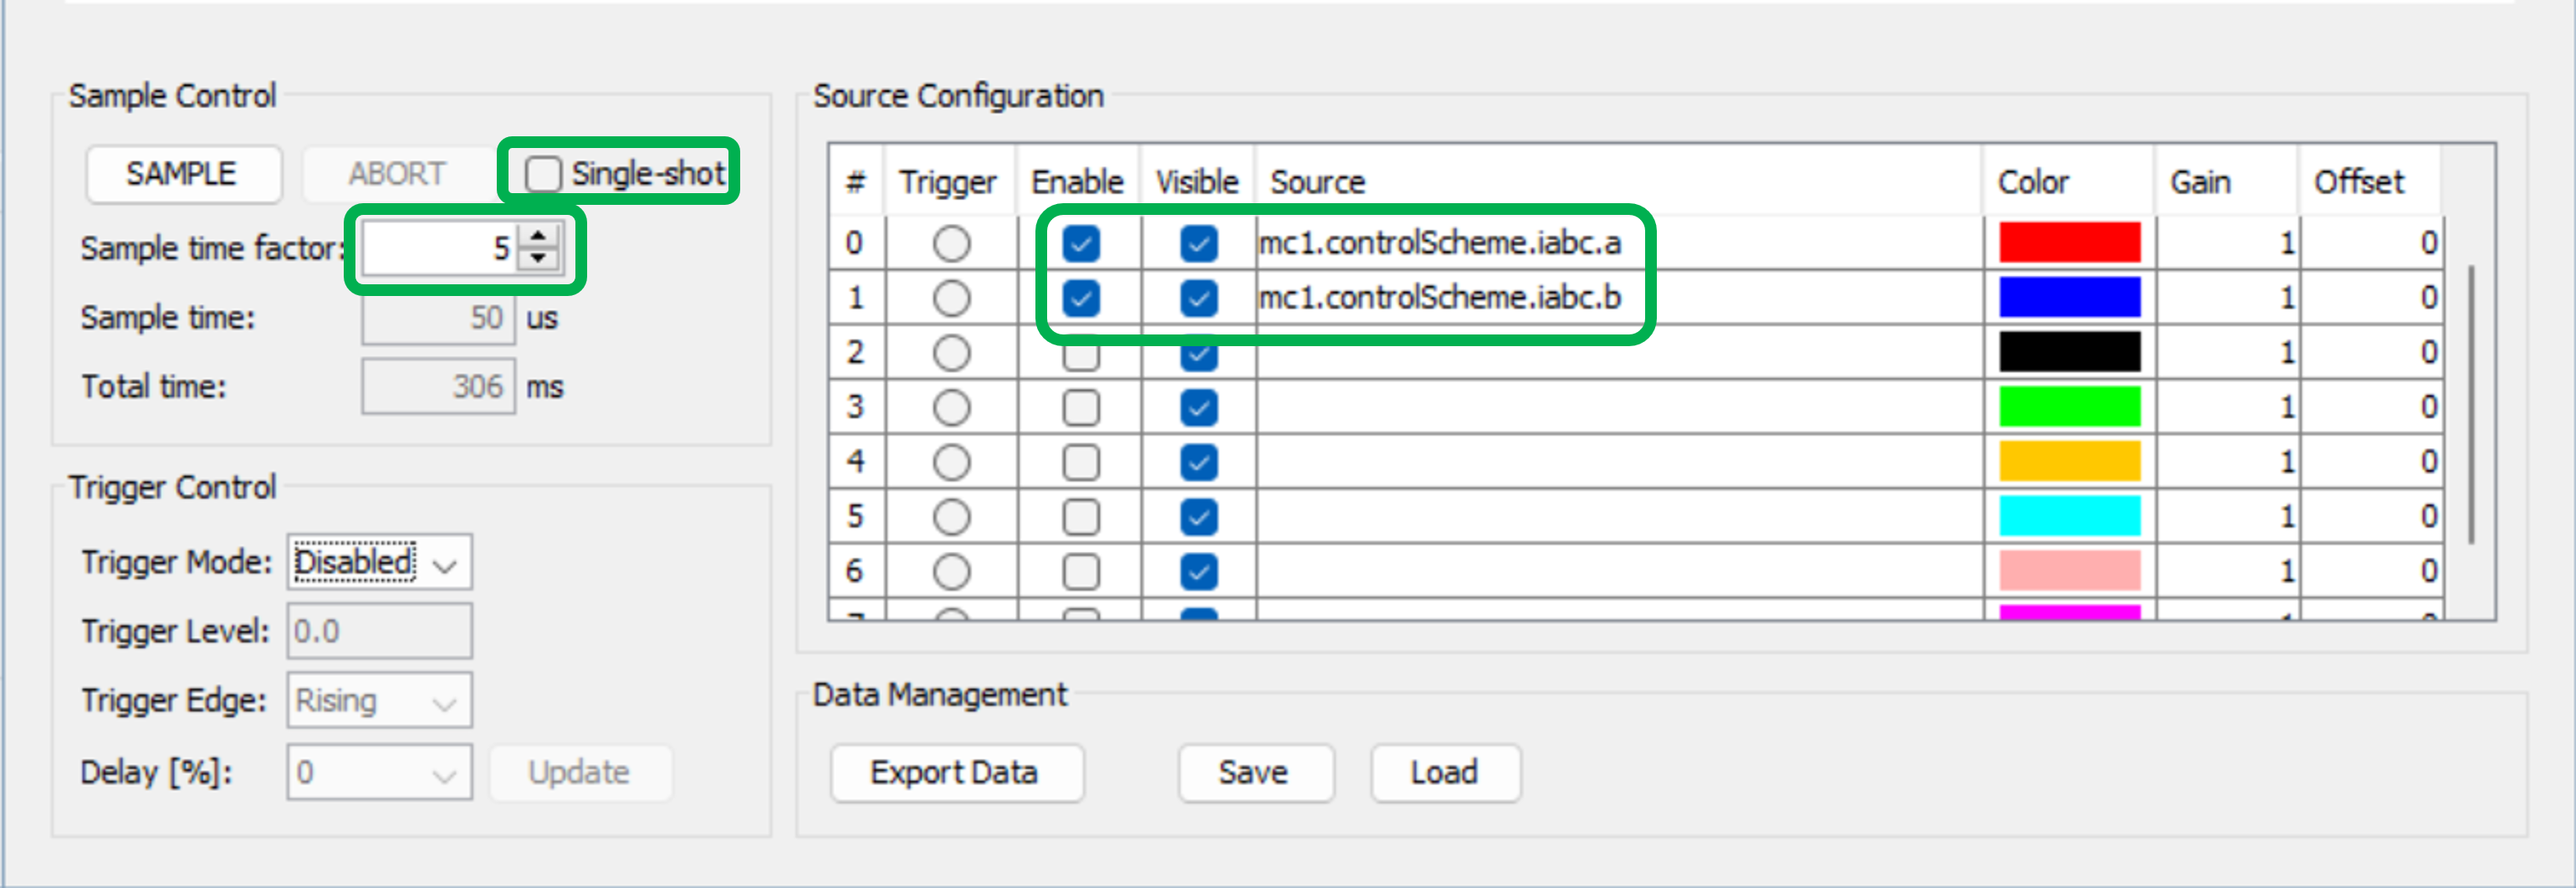 Sample Control
SAMPLE ABORT Single-shot
Sample time factor: 5
Sample time: 50 us
Total time: 306 ms
Trigger Control
Trigger Mode: Disabled
Trigger Level: 0.0
Trigger Edge: Rising
Delay [%]: 0 Update
Source Configuration
# Trigger Enable Visible Source Color Gain Offset
0 mc1.controlScheme.iabc.a 1 0
1 mc1.controlScheme.iabc.b 1 0
2 1 0
3 1 0
4 1 0
5 1 0
6 1 0
Data Management
Export Data Save Load